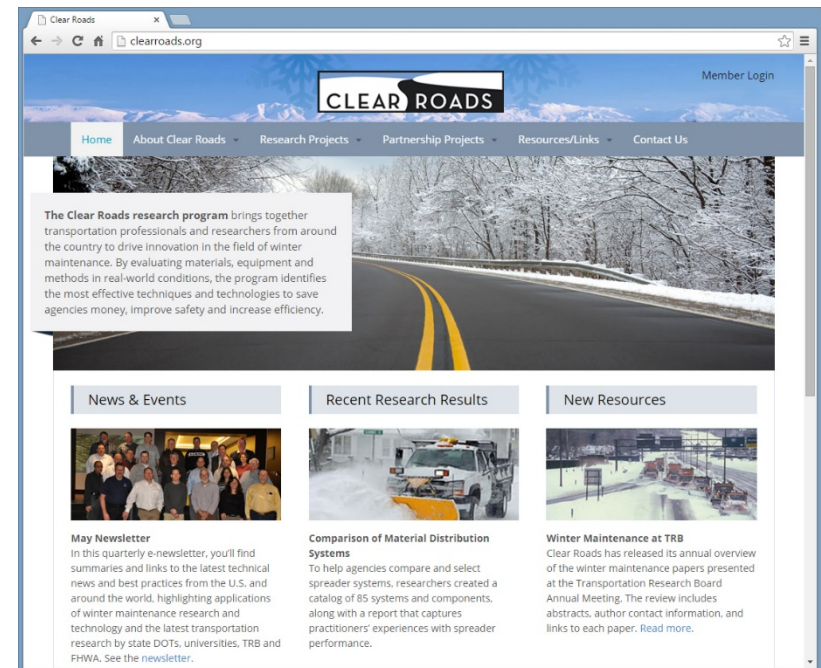 Clear Roads
clearroads.org
CLEAR ROADS
Member Login
Home About Clear Roads Research Projects Partnership Projects Resources/Links Contact Us
The Clear Roads research program brings together
transportation professionals and researchers from around
the country to drive innovation in the field of winter
maintenance. By evaluating materials, equipment and
methods in real-world conditions, the program identifies
the most effective techniques and technologies to save
agencies money, improve safety and increase efficiency.
News & Events
May Newsletter
In this quarterly e-newsletter, you'll find
summaries and links to the latest technical
news and best practices from the U.S. and
around the world, highlighting applications
of winter maintenance research and
technology and the latest transportation
research by state DOTs, universities, TRB and
FHWA. See the newsletter.
Recent Research Results
Comparison of Material Distribution
Systems
To help agencies compare and select
spreader systems, researchers created a
catalog of 85 systems and components,
along with a report that captures
practitioners' experiences with spreader
performance.
New Resources
Winter Maintenance at TRB
Clear Roads has released its annual overview
of the winter maintenance papers presented
at the Transportation Research Board
Annual Meeting. The review includes
abstracts, author contact information, and
links to each paper. Read more.